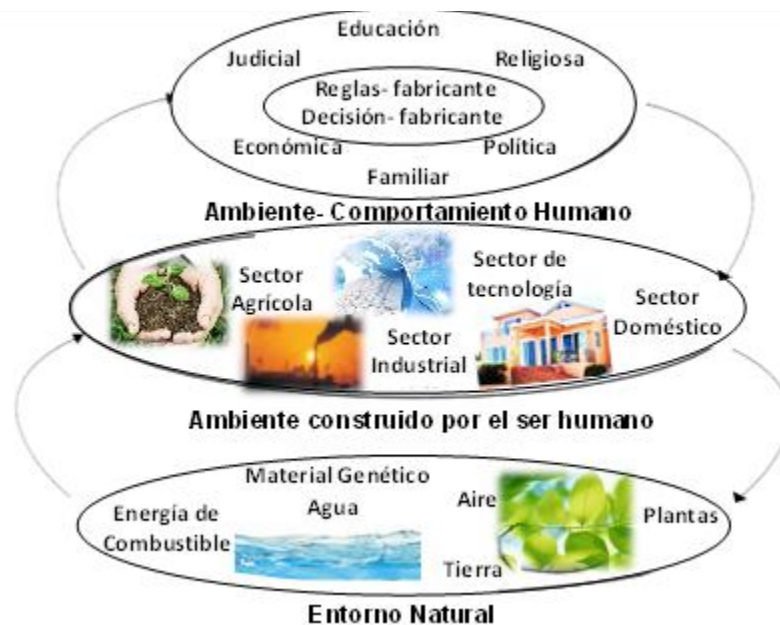 Educación
Judicial
Religiosa
Reglas- fabricante
Decisión- fabricante
Económica
Política
Familiar
Ambiente- Comportamiento Humano
Sector
Agrícola
Sector de
tecnología
Sector
Industrial
Sector
Doméstico
Ambiente construido por el ser humano
Material Genético
Agua
Energía de
Combustible
Aire
Plantas
Tierra
Entorno Natural